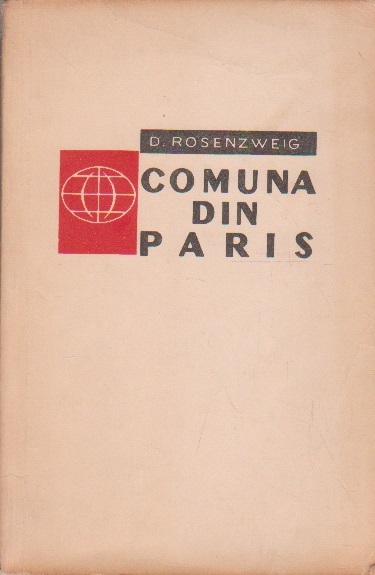 D. ROSENZWEIG
COMUNA
DIN
PARIS